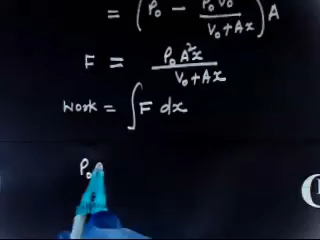 = (P₀ - P₀V₀/(V₀+Ax)) A
F = P₀A²x/(V₀+Ax)
Work = ∫F dx
P₀